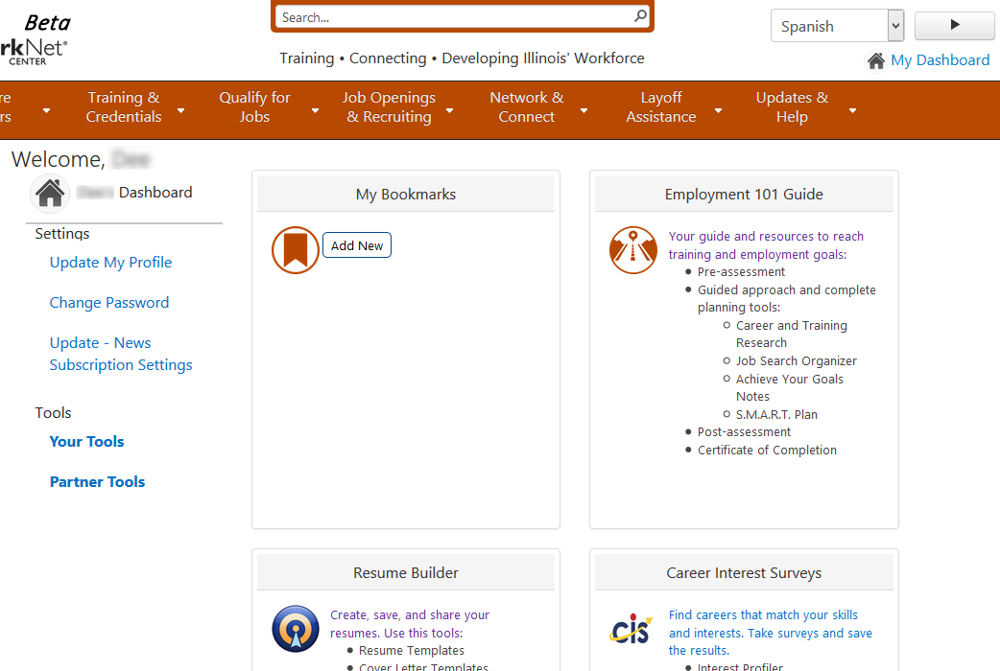 Beta
rkNet®
CENTER
Search...
Training • Connecting • Developing Illinois' Workforce
Spanish
My Dashboard
re
rs
Training &
Credentials
Qualify for
Jobs
Job Openings
& Recruiting
Network &
Connect
Layoff
Assistance
Updates &
Help
Welcome,
Dashboard
Settings
Update My Profile
Change Password
Update - News
Subscription Settings
Tools
Your Tools
Partner Tools
My Bookmarks
Add New
Employment 101 Guide
Your guide and resources to reach
training and employment goals:
• Pre-assessment
• Guided approach and complete
planning tools:
○ Career and Training
Research
○ Job Search Organizer
○ Achieve Your Goals
Notes
○ S.M.A.R.T. Plan
• Post-assessment
• Certificate of Completion
Resume Builder
Create, save, and share your
resumes. Use this tools:
• Resume Templates
• Cover Letter Templates
Career Interest Surveys
cis
Find careers that match your skills
and interests. Take surveys and save
the results.
• Interest Profiler